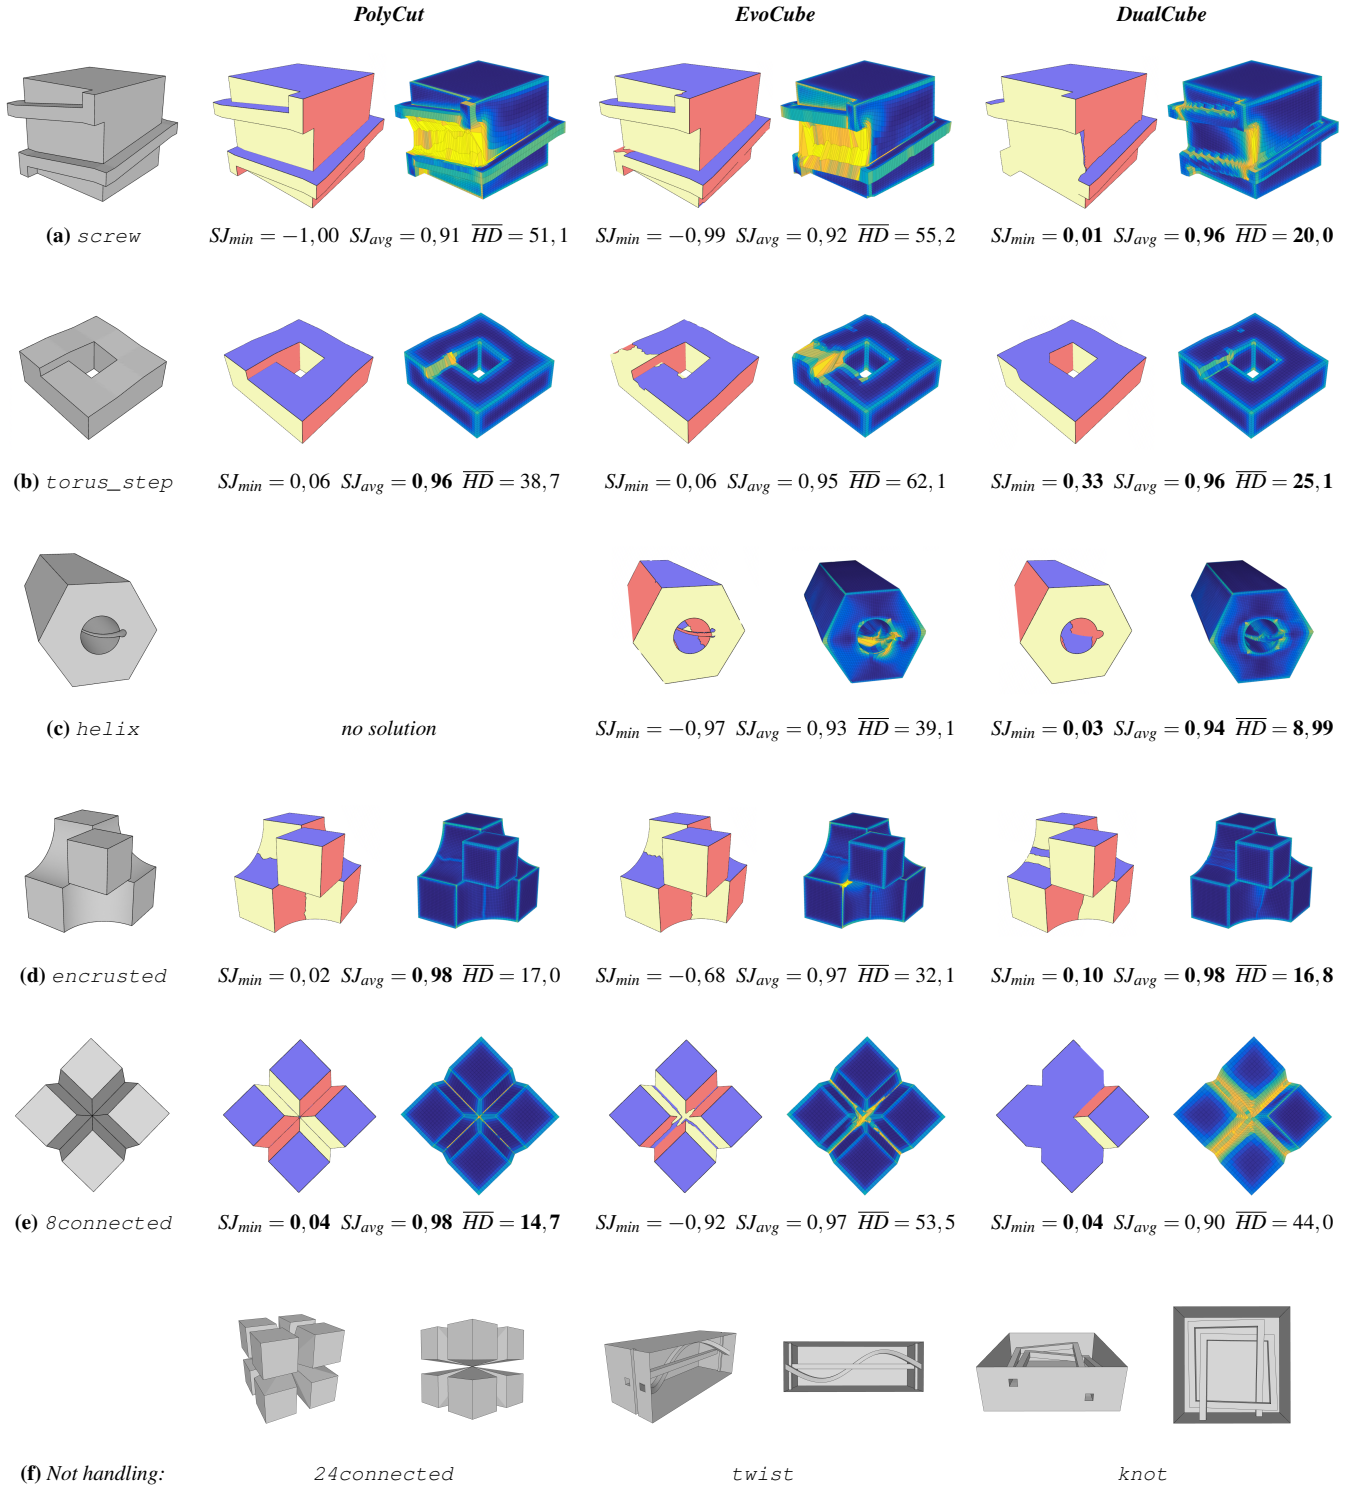 PolyCut EvoCube DualCube
(a) screw SJmin = −1,00 SJavg = 0,91 HD = 51,1 SJmin = −0,99 SJavg = 0,92 HD = 55,2 SJmin = 0,01 SJavg = 0,96 HD = 20,0
(b) torus_step SJmin = 0,06 SJavg = 0,96 HD = 38,7 SJmin = 0,06 SJavg = 0,95 HD = 62,1 SJmin = 0,33 SJavg = 0,96 HD = 25,1
(c) helix no solution SJmin = −0,97 SJavg = 0,93 HD = 39,1 SJmin = 0,03 SJavg = 0,94 HD = 8,99
(d) encrusted SJmin = 0,02 SJavg = 0,98 HD = 17,0 SJmin = −0,68 SJavg = 0,97 HD = 32,1 SJmin = 0,10 SJavg = 0,98 HD = 16,8
(e) 8connected SJmin = 0,04 SJavg = 0,98 HD = 14,7 SJmin = −0,92 SJavg = 0,97 HD = 53,5 SJmin = 0,04 SJavg = 0,90 HD = 44,0
(f) Not handling: 24connected twist knot